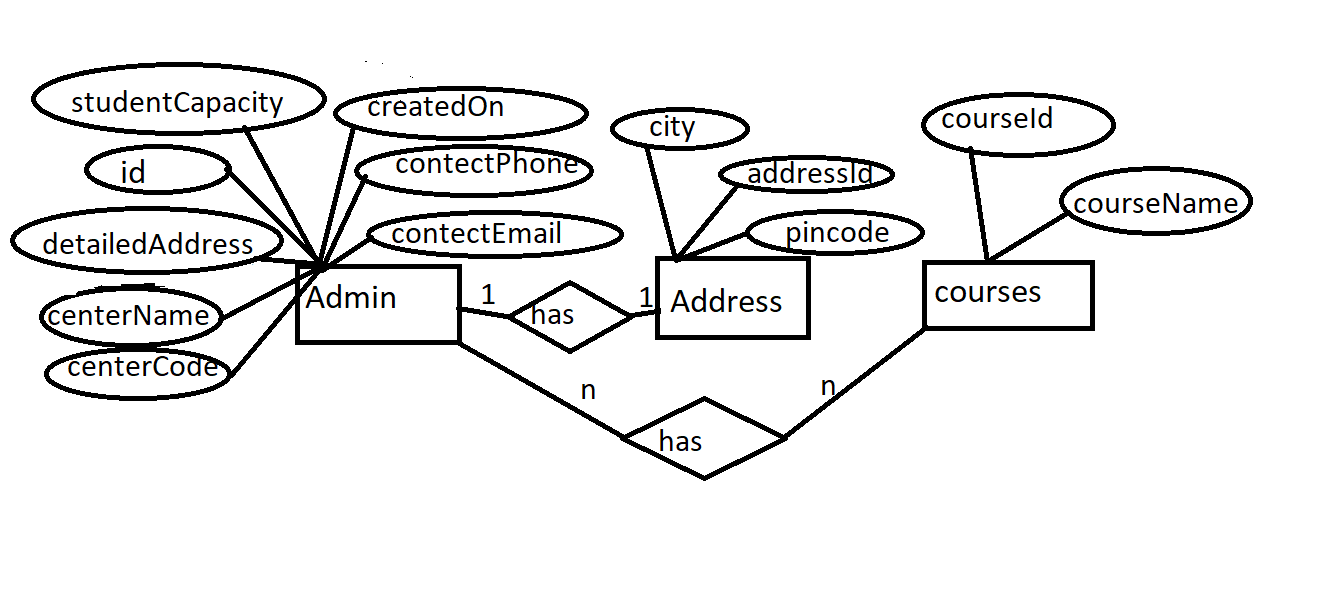 studentCapacity
createdOn
id
contectPhone
detailedAddress
contectEmail
centerName
centerCode
Admin
1
has
1
city
addressId
pincode
Address
courseId
courseName
courses
n
has
n